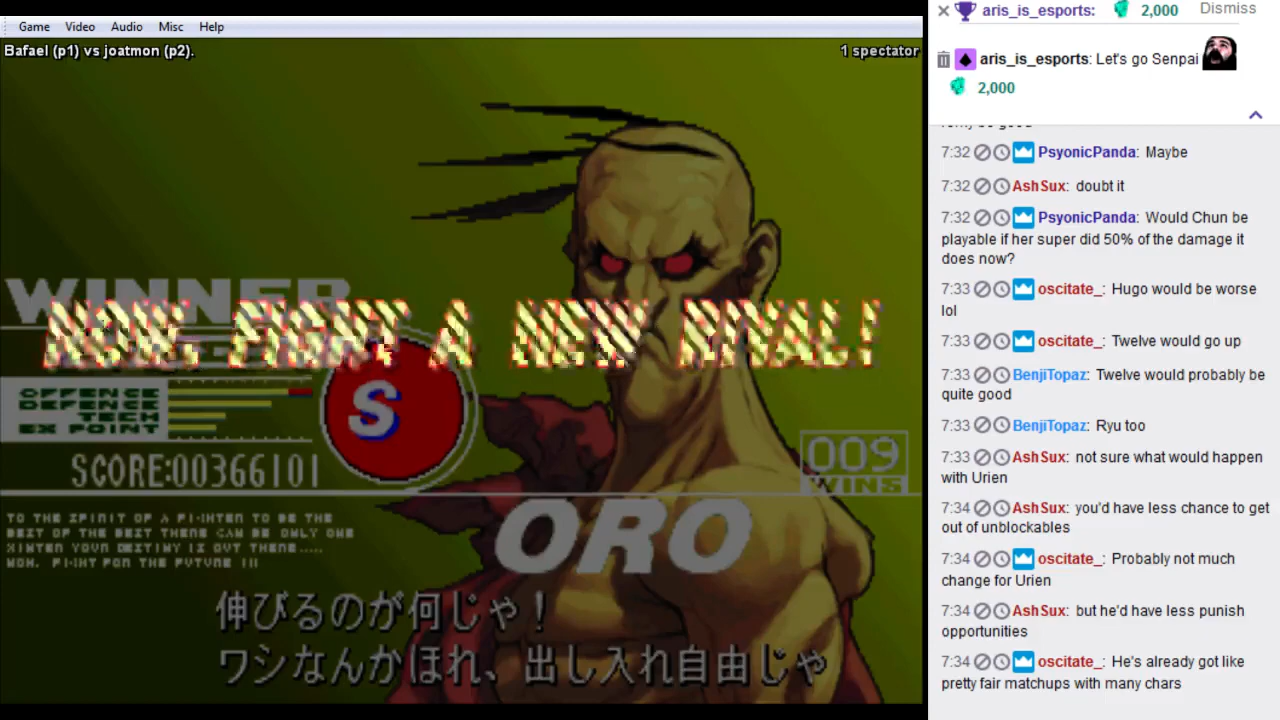 Game Video Audio Misc Help
Bafael (p1) vs joatmon (p2).
1 spectator
WINNER
NOW, FIGHT A NEW RIVAL!
OFFENCE
DEFENCE
TECH
EX POINT
S
SCORE:00366101
009
WINS
ORO
伸びるのが何じゃ!
ワシなんかほれ、出し入れ自由じゃ
aris_is_esports: 2,000 Dismiss
aris_is_esports: Let's go Senpai
2,000
7:32 PsyonicPanda: Maybe
7:32 AshSux: doubt it
7:32 PsyonicPanda: Would Chun be
playable if her super did 50% of the damage it
does now?
7:33 oscitate_: Hugo would be worse
lol
7:33 oscitate_: Twelve would go up
7:33 BenjiTopaz: Twelve would probably be
quite good
7:33 BenjiTopaz: Ryu too
7:33 AshSux: not sure what would happen
with Urien
7:34 AshSux: you'd have less chance to get
out of unblockables
7:34 oscitate_: Probably not much
change for Urien
7:34 AshSux: but he'd have less punish
opportunities
7:34 oscitate_: He's already got like
pretty fair matchups with many chars